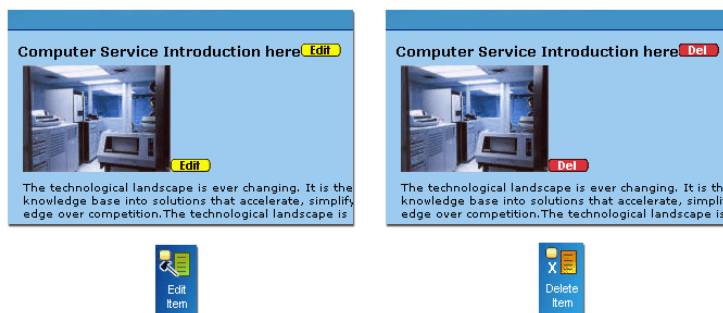 Computer Service Introduction here Edit
Edit
The technological landscape is ever changing. It is the
knowledge base into solutions that accelerate, simplify
edge over competition.The technological landscape is
Edit
Item
Computer Service Introduction here Del
Del
The technological landscape is ever changing. It is th
knowledge base into solutions that accelerate, simpli
edge over competition.The technological landscape is
X
Delete
Item